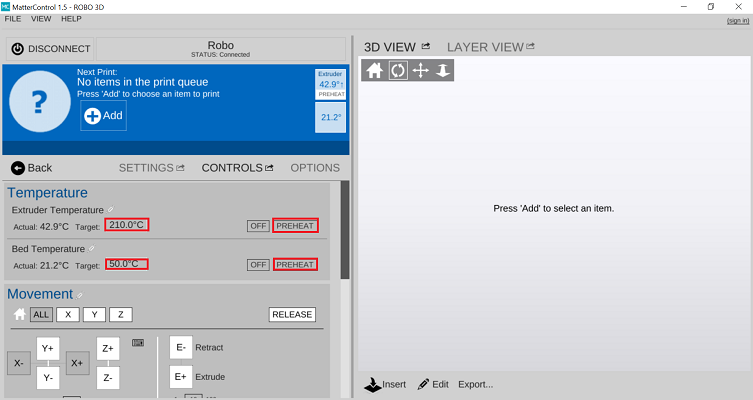 MC MatterControl 1.5 - ROBO 3D
FILE VIEW HELP
(sign in)
DISCONNECT
Robo
STATUS: Connected
Next Print:
No items in the print queue
Press 'Add' to choose an item to print
?
Add
Extruder
42.9°↑
PREHEAT
21.2°
Back
SETTINGS
CONTROLS
OPTIONS
Temperature
Extruder Temperature
Actual: 42.9°C Target: 210.0°C OFF PREHEAT
Bed Temperature
Actual: 21.2°C Target: 50.0°C OFF PREHEAT
Movement
ALL X Y Z RELEASE
X- Y+ Y- X+ Z+ Z-
E- Retract
E+ Extrude
3D VIEW
LAYER VIEW
Press 'Add' to select an item.
Insert Edit Export...